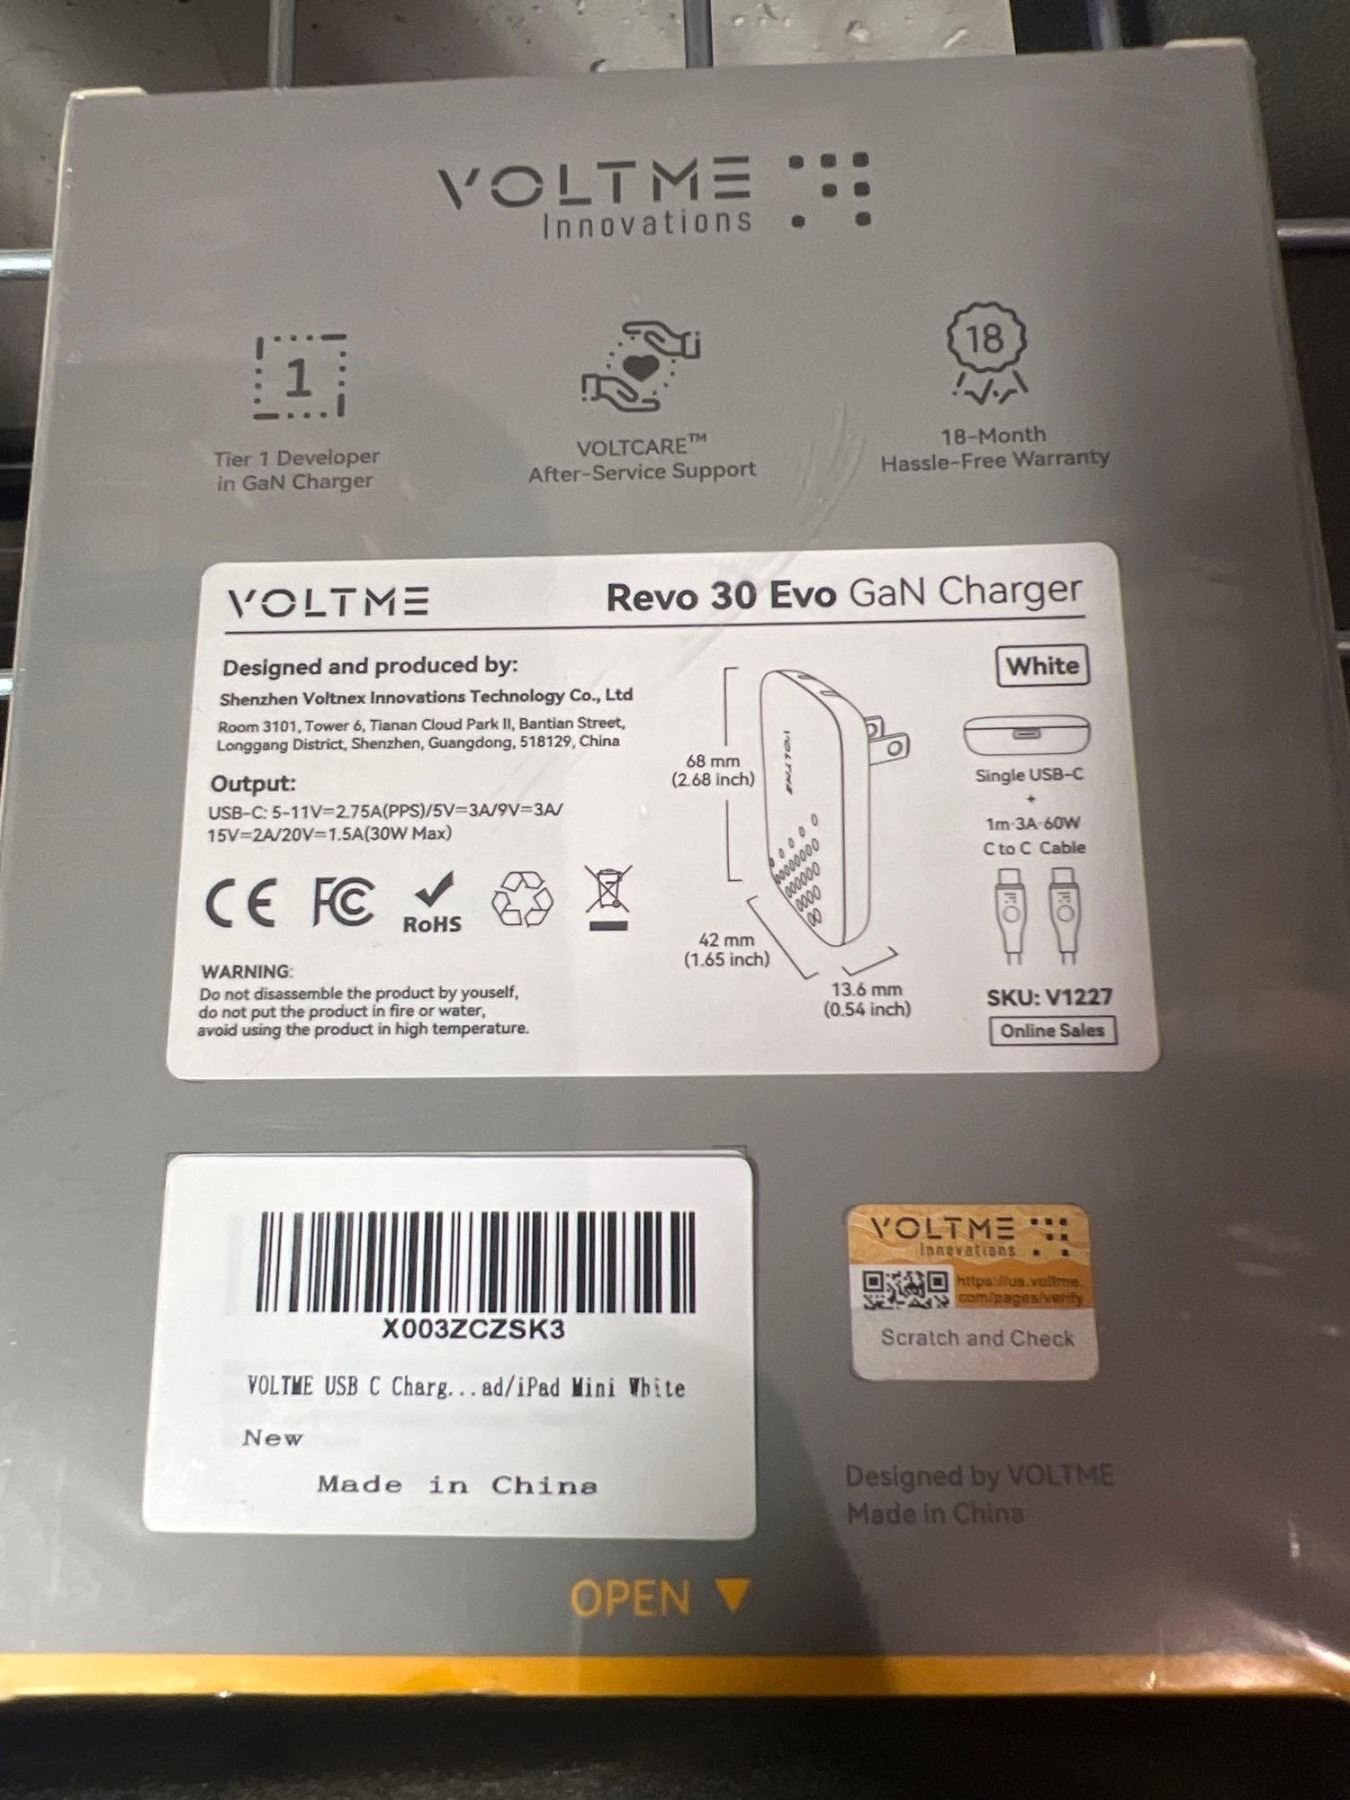 VOLTME
Innovations
1
18
Tier 1 Developer
in GaN Charger
VOLTCARE™
After-Service Support
18-Month
Hassle-Free Warranty
VOLTME
Revo 30 Evo GaN Charger
Designed and produced by:
Shenzhen Voltnex Innovations Technology Co., Ltd
Room 3101, Tower 6, Tianan Cloud Park II, Bantian Street,
Longgang District, Shenzhen, Guangdong, 518129, China
Output:
USB-C: 5-11V=2.75A(PPS)/5V=3A/9V=3A/
15V=2A/20V=1.5A(30W Max)
CE FC RoHS
WARNING:
Do not disassemble the product by youself,
do not put the product in fire or water,
avoid using the product in high temperature.
VOLTME
68 mm
(2.68 inch)
42 mm
(1.65 inch)
13.6 mm
(0.54 inch)
White
Single USB-C
+
1m·3A·60W
C to C Cable
SKU: V1227
Online Sales
X003ZCZSK3
VOLTME USB C Charg...ad/iPad Mini White
New
Made in China
VOLTME
Innovations
https://us.voltme.
com/pages/verify
Scratch and Check
Designed by VOLTME
Made in China
OPEN